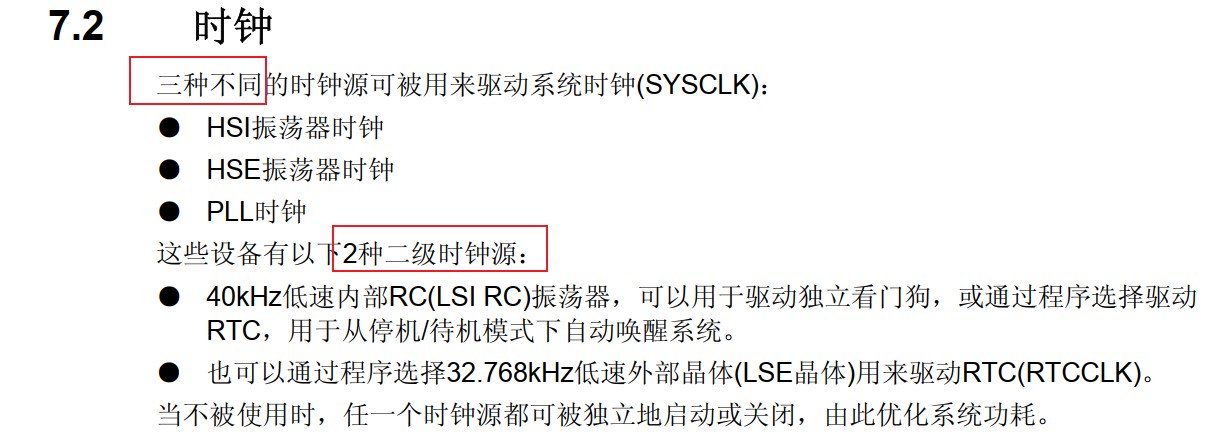 7.2 时钟
三种不同的时钟源可被用来驱动系统时钟(SYSCLK)：
● HSI振荡器时钟
● HSE振荡器时钟
● PLL时钟
这些设备有以下2种二级时钟源：
● 40kHz低速内部RC(LSI RC)振荡器，可以用于驱动独立看门狗，或通过程序选择驱动
RTC，用于从停机/待机模式下自动唤醒系统。
● 也可以通过程序选择32.768kHz低速外部晶体(LSE晶体)用来驱动RTC(RTCCLK)。
当不被使用时，任一个时钟源都可被独立地启动或关闭，由此优化系统功耗。